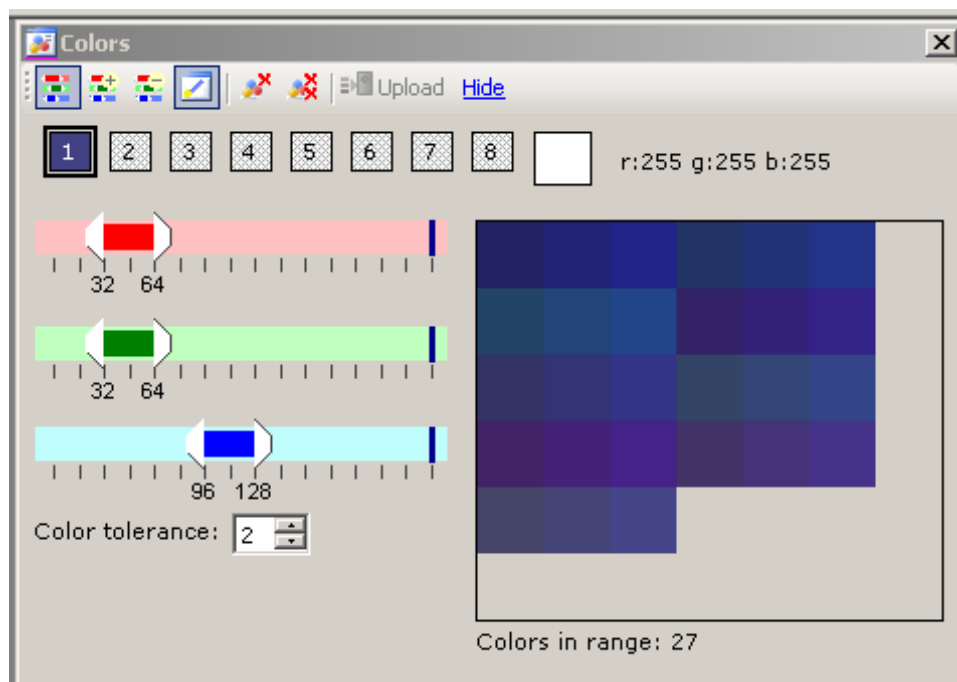 Colors
Upload Hide
1 2 3 4 5 6 7 8 r:255 g:255 b:255
32 64
32 64
96 128
Color tolerance: 2
Colors in range: 27